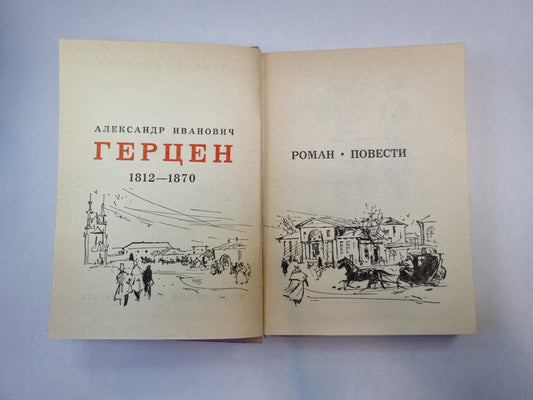 АЛЕКСАНДР ИВАНОВИЧ
ГЕРЦЕН
1812—1870
РОМАН • ПОВЕСТИ